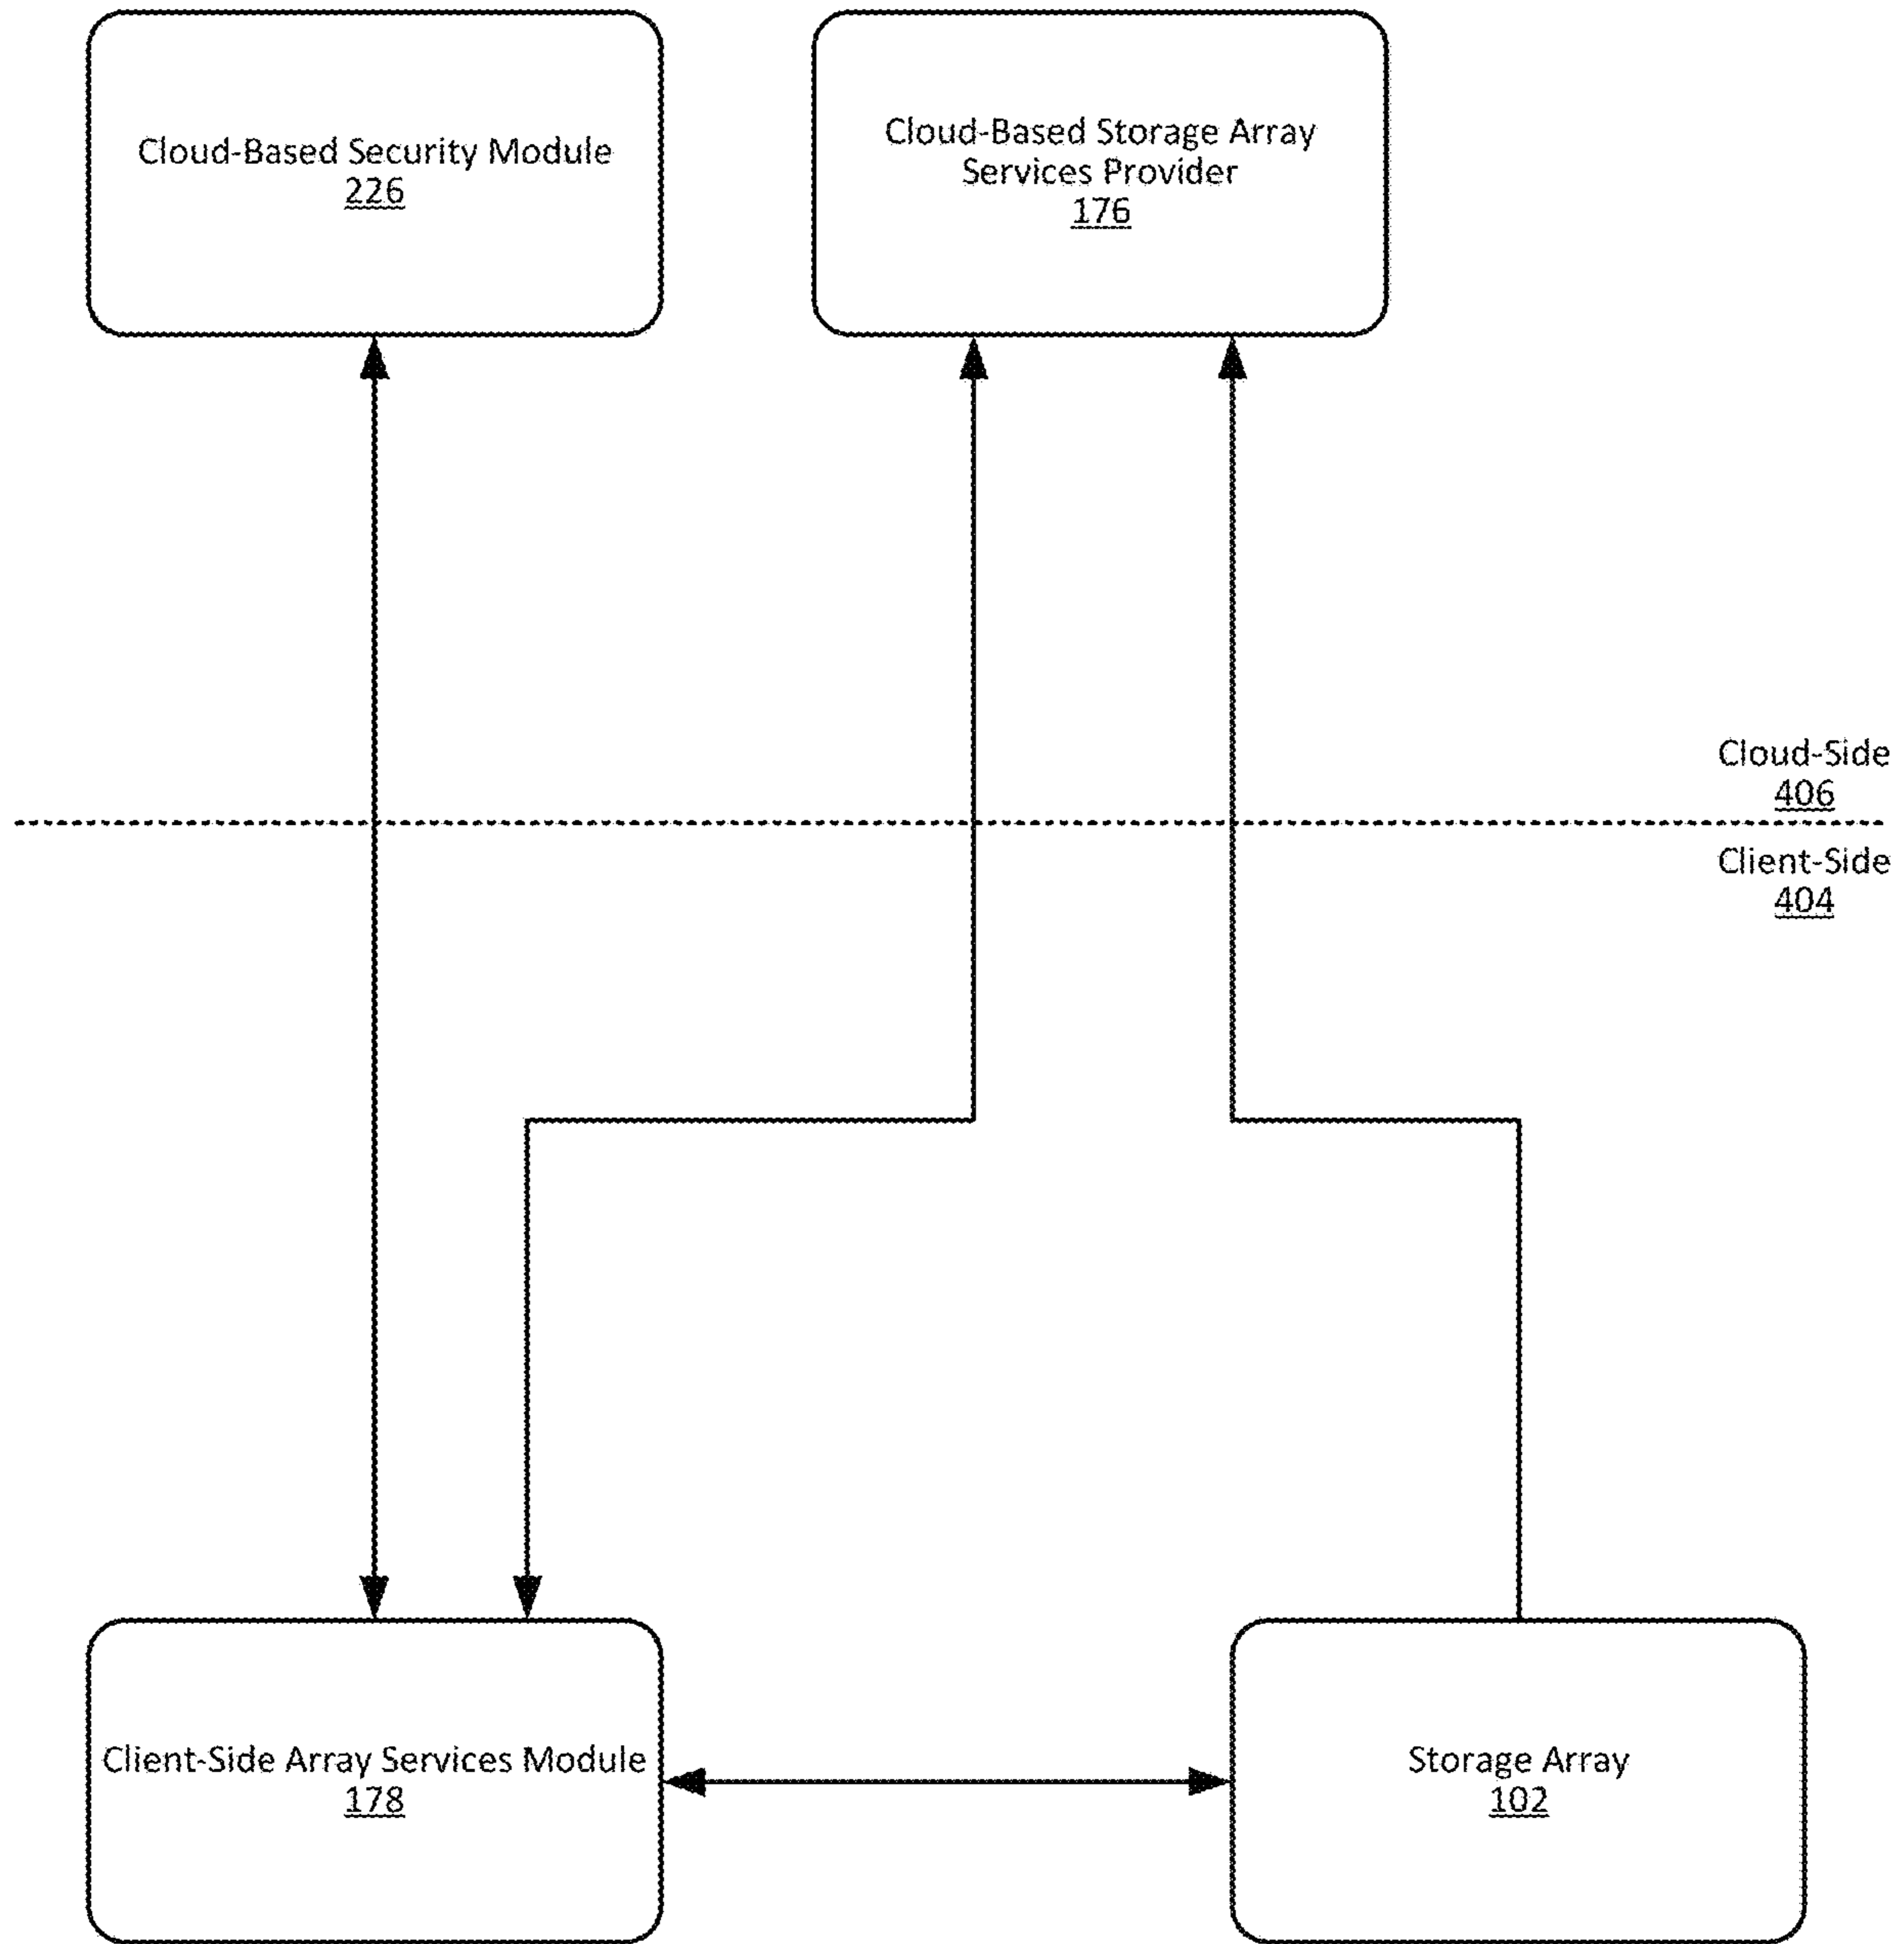 Cloud-Based Security Module
226
Cloud-Based Storage Array
Services Provider
176
Cloud-Side
406
Client-Side
404
Client-Side Array Services Module
178
Storage Array
102